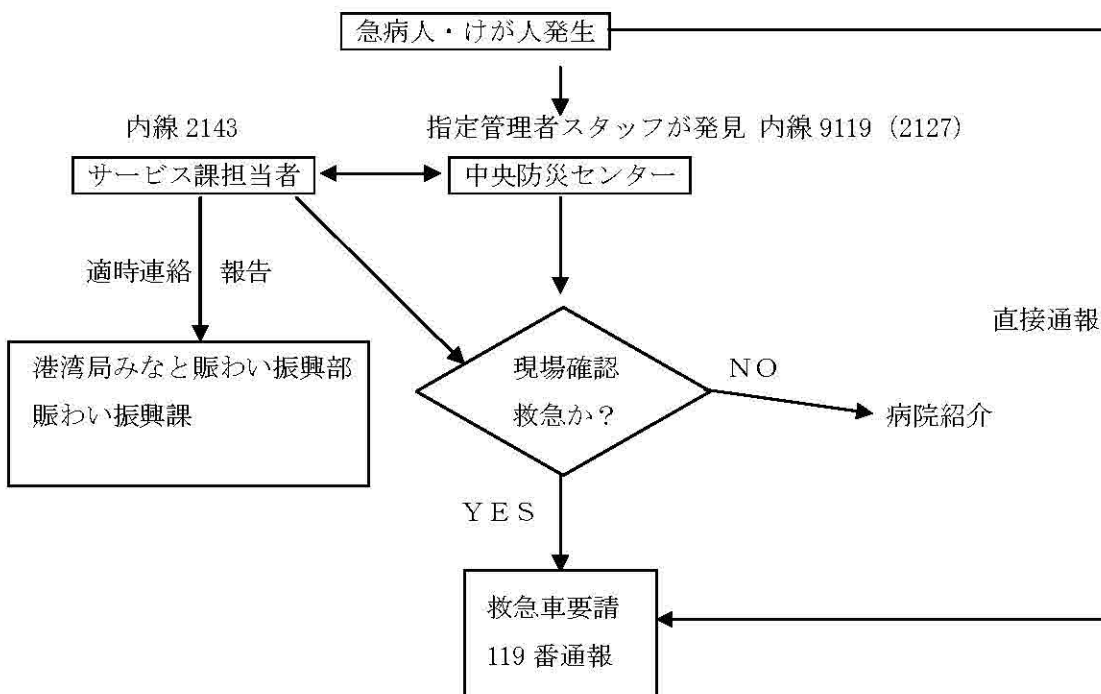 急病人・けが人発生
内線 2143
指定管理者スタッフが発見 内線 9119（2127）
サービス課担当者
中央防災センター
適時連絡 報告
直接通報
港湾局みなと賑わい振興部
賑わい振興課
現場確認
救急か？
ＮＯ
病院紹介
ＹＥＳ
救急車要請
119 番通報